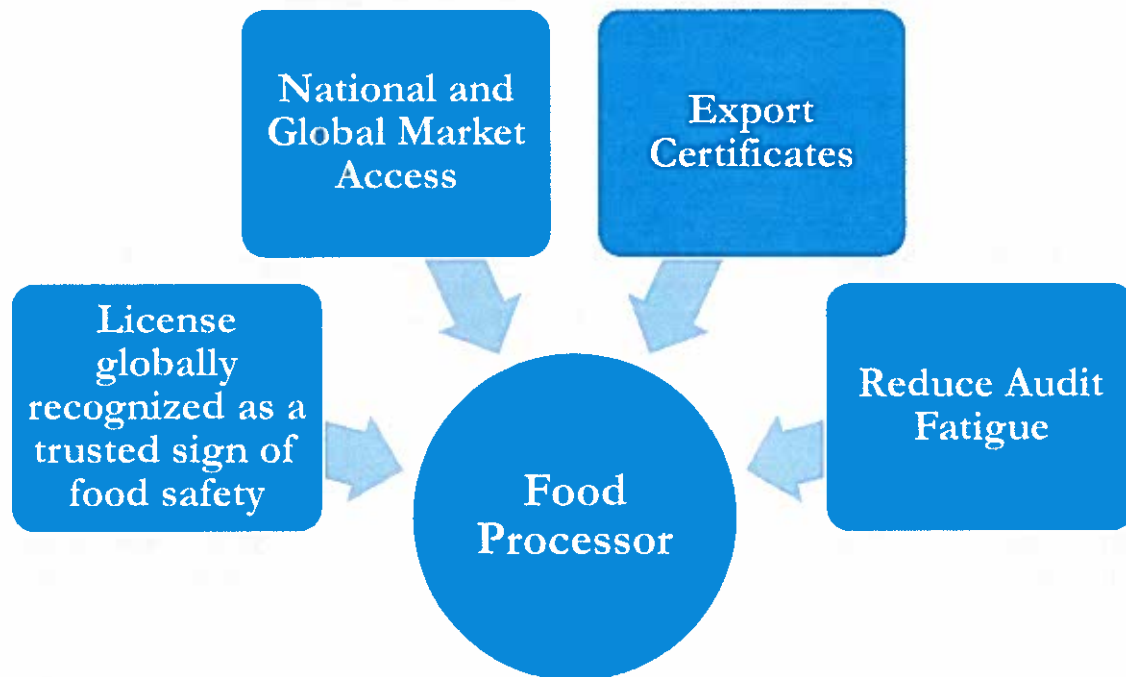 National and
Global Market
Access
Export
Certificates
License
globally
recognized as a
trusted sign of
food safety
Reduce Audit
Fatigue
Food
Processor